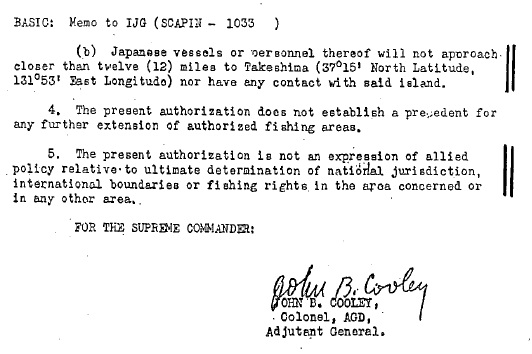 BASIC: Memo to IJG (SCAPIN - 1033 )
(b) Japanese vessels or personnel thereof will not approach
closer than twelve (12) miles to Takeshima (37°15' North Latitude,
131°53' East Longitude) nor have any contact with said island.
4. The present authorization does not establish a precedent for
any further extension of authorized fishing areas.
5. The present authorization is not an expression of allied
policy relative to ultimate determination of national jurisdiction,
international boundaries or fishing rights in the area concerned or
in any other area.
FOR THE SUPREME COMMANDER:
John B. Cooley
JOHN B. COOLEY,
Colonel, AGD,
Adjutant General.